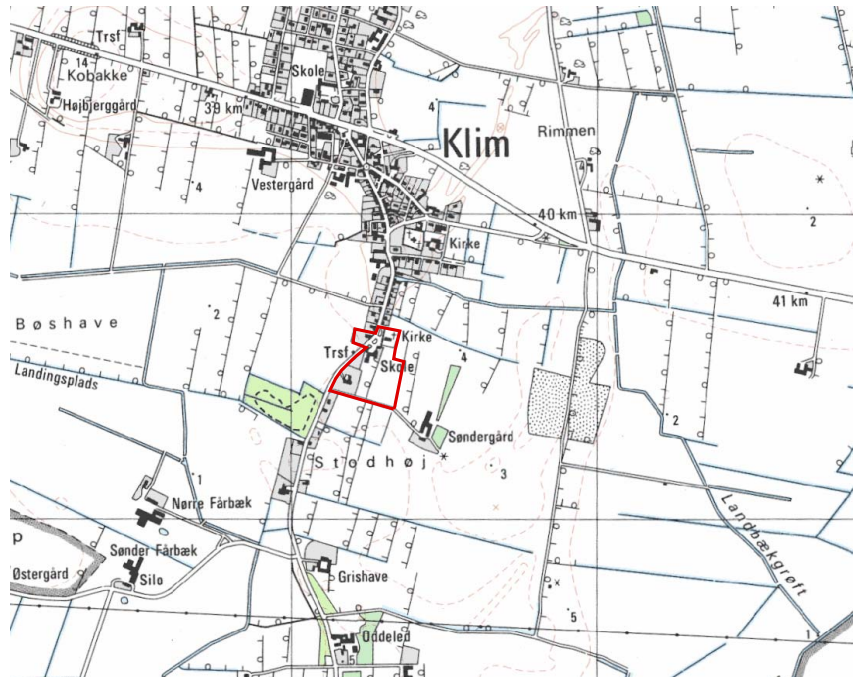 Trsf
14
Kobakke
Højbjerggård
39 km
Skole
4
Klim
Rimmen
Vestergård
4
40 km
2
Kirke
41 km
2
Bøshave
Landingsplads
Trsf
Kirke
Skole
4
Søndergård
2
Stodhøj
3
1
Nørre Fårbæk
Landbækgrøft
p
Sønder Fårbæk
Østergård
Silo
Grishave
5
Oddeled
5
1